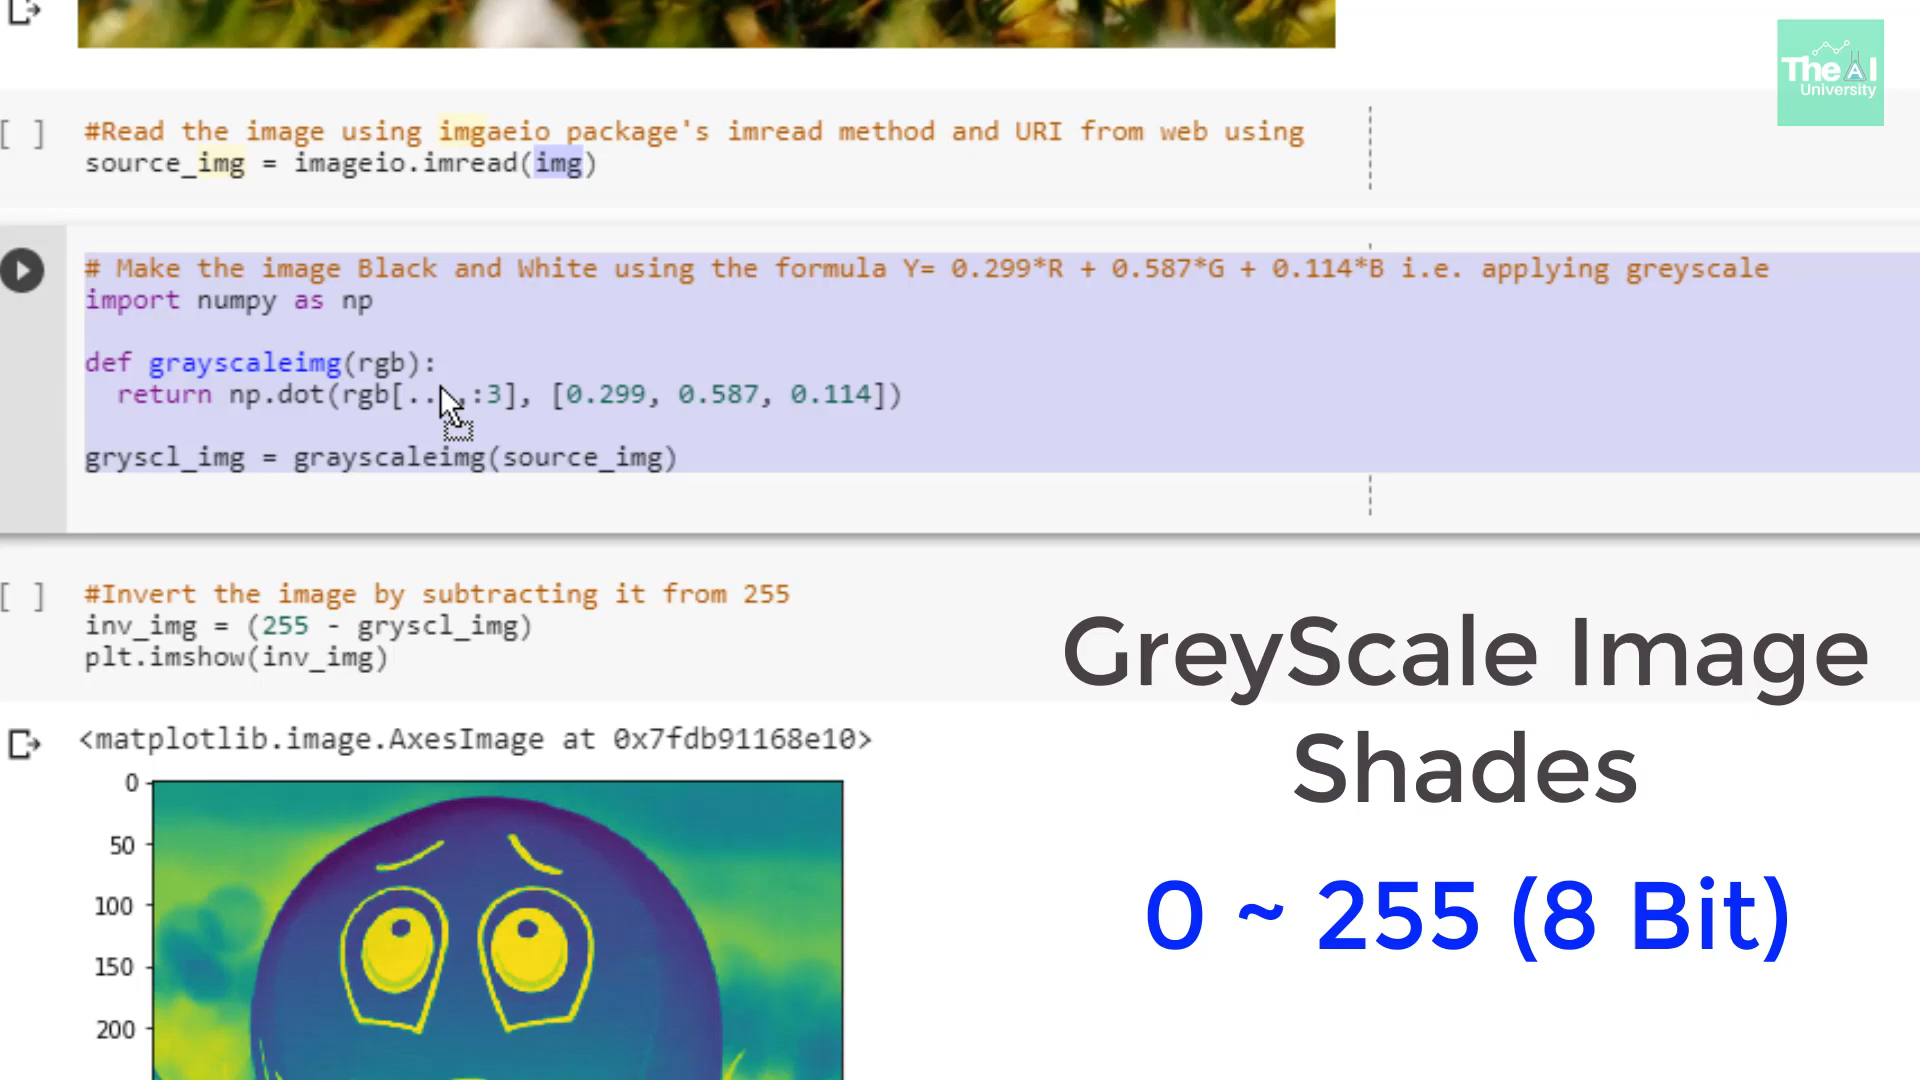 The AI
University
[ ] #Read the image using imgaeio package's imread method and URI from web using
source_img = imageio.imread(img)
# Make the image Black and White using the formula Y= 0.299*R + 0.587*G + 0.114*B i.e. applying greyscale
import numpy as np
def grayscaleimg(rgb):
return np.dot(rgb[...,:3], [0.299, 0.587, 0.114])
gryscl_img = grayscaleimg(source_img)
[ ] #Invert the image by subtracting it from 255
inv_img = (255 - gryscl_img)
plt.imshow(inv_img)
<matplotlib.image.AxesImage at 0x7fdb91168e10>
0
50
100
150
200
GreyScale Image
Shades
0 ~ 255 (8 Bit)